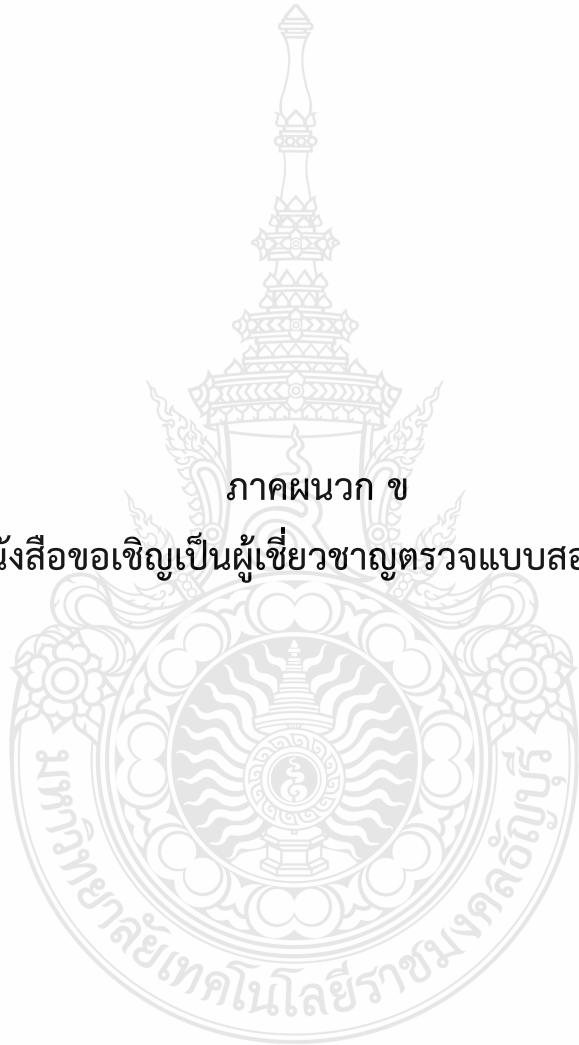 ภาคผนวก ข
นังสือขอเชิญเป็นผู้เชี่ยวชาญตรวจแบบสอ
มหาวิทยาลัยเทคโนโลยีราชมงคลธัญบุรี